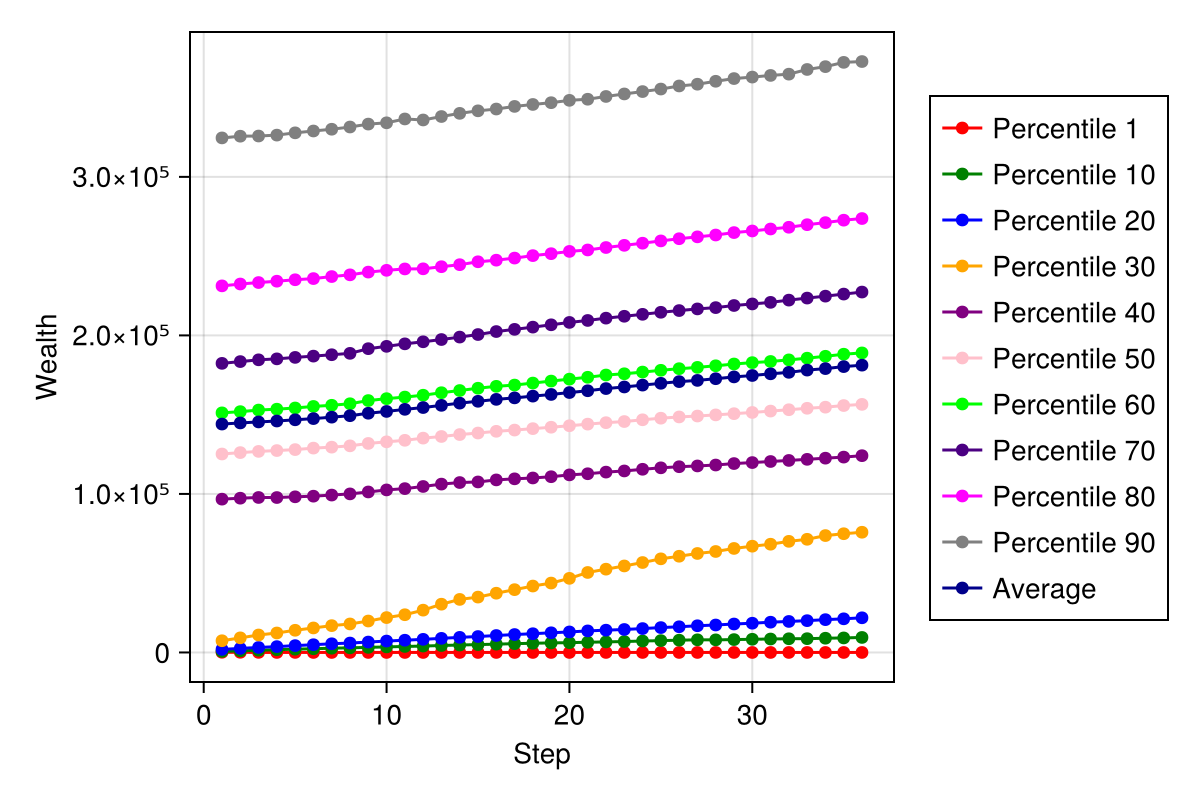 Wealth
3.0×10⁵
2.0×10⁵
1.0×10⁵
0
0 10 20 30
Step
Percentile 1
Percentile 10
Percentile 20
Percentile 30
Percentile 40
Percentile 50
Percentile 60
Percentile 70
Percentile 80
Percentile 90
Average